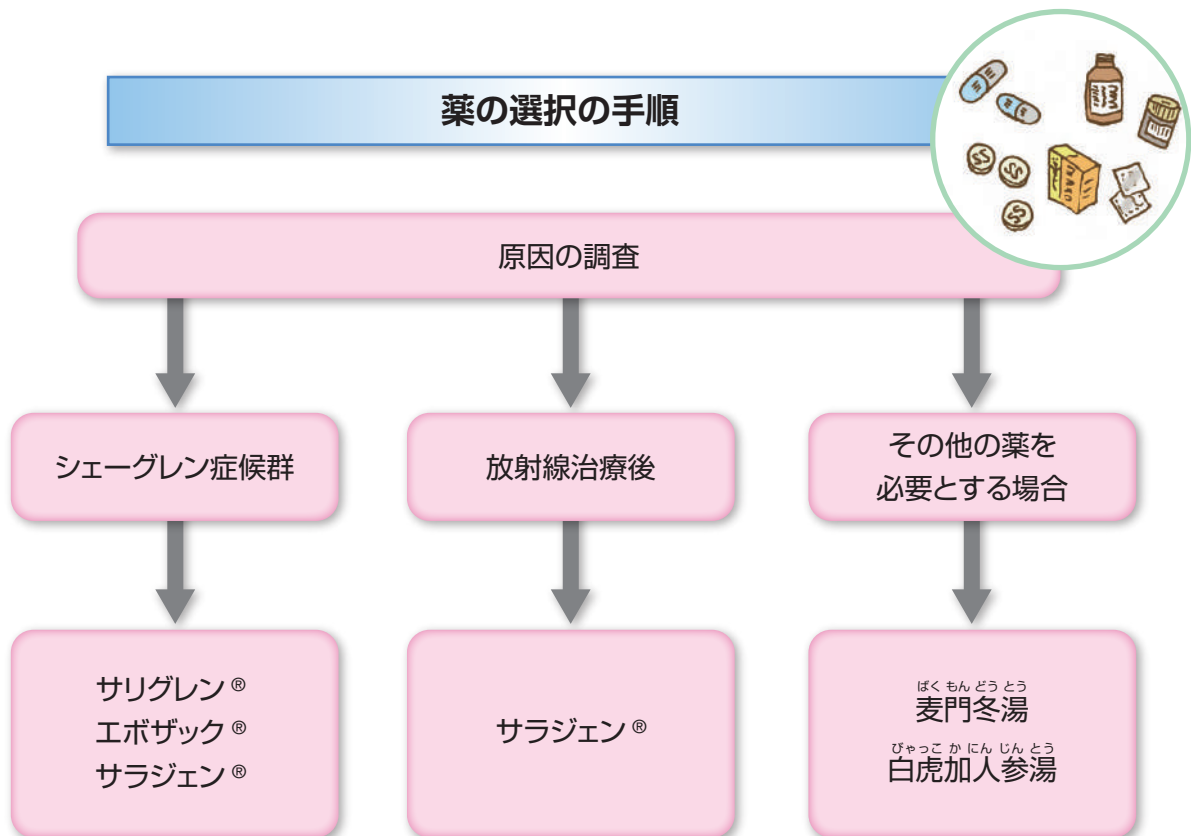 薬の選択の手順
原因の調査
シェーグレン症候群
放射線治療後
その他の薬を
必要とする場合
サリグレン®
エボザック®
サラジェン®
サラジェン®
ばくもんどうとう
麦門冬湯
びゃっこかにんじんとう
白虎加人参湯